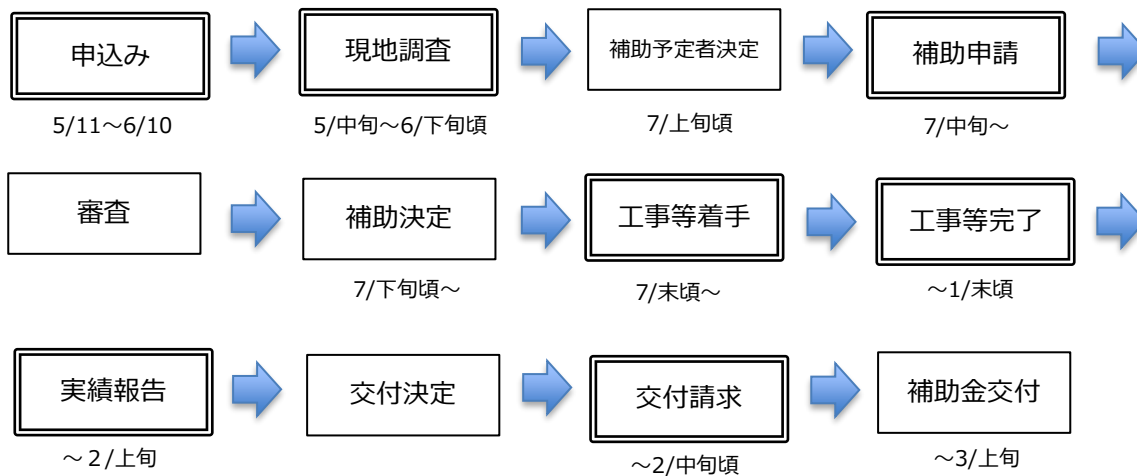 申込み
現地調査
補助予定者決定
補助申請
5/11～6/10
5/中旬～6/下旬頃
7/上旬頃
7/中旬～
審査
補助決定
工事等着手
工事等完了
7/下旬頃～
7/末頃～
～1/末頃
実績報告
交付決定
交付請求
補助金交付
～２/上旬
～2/中旬頃
～3/上旬